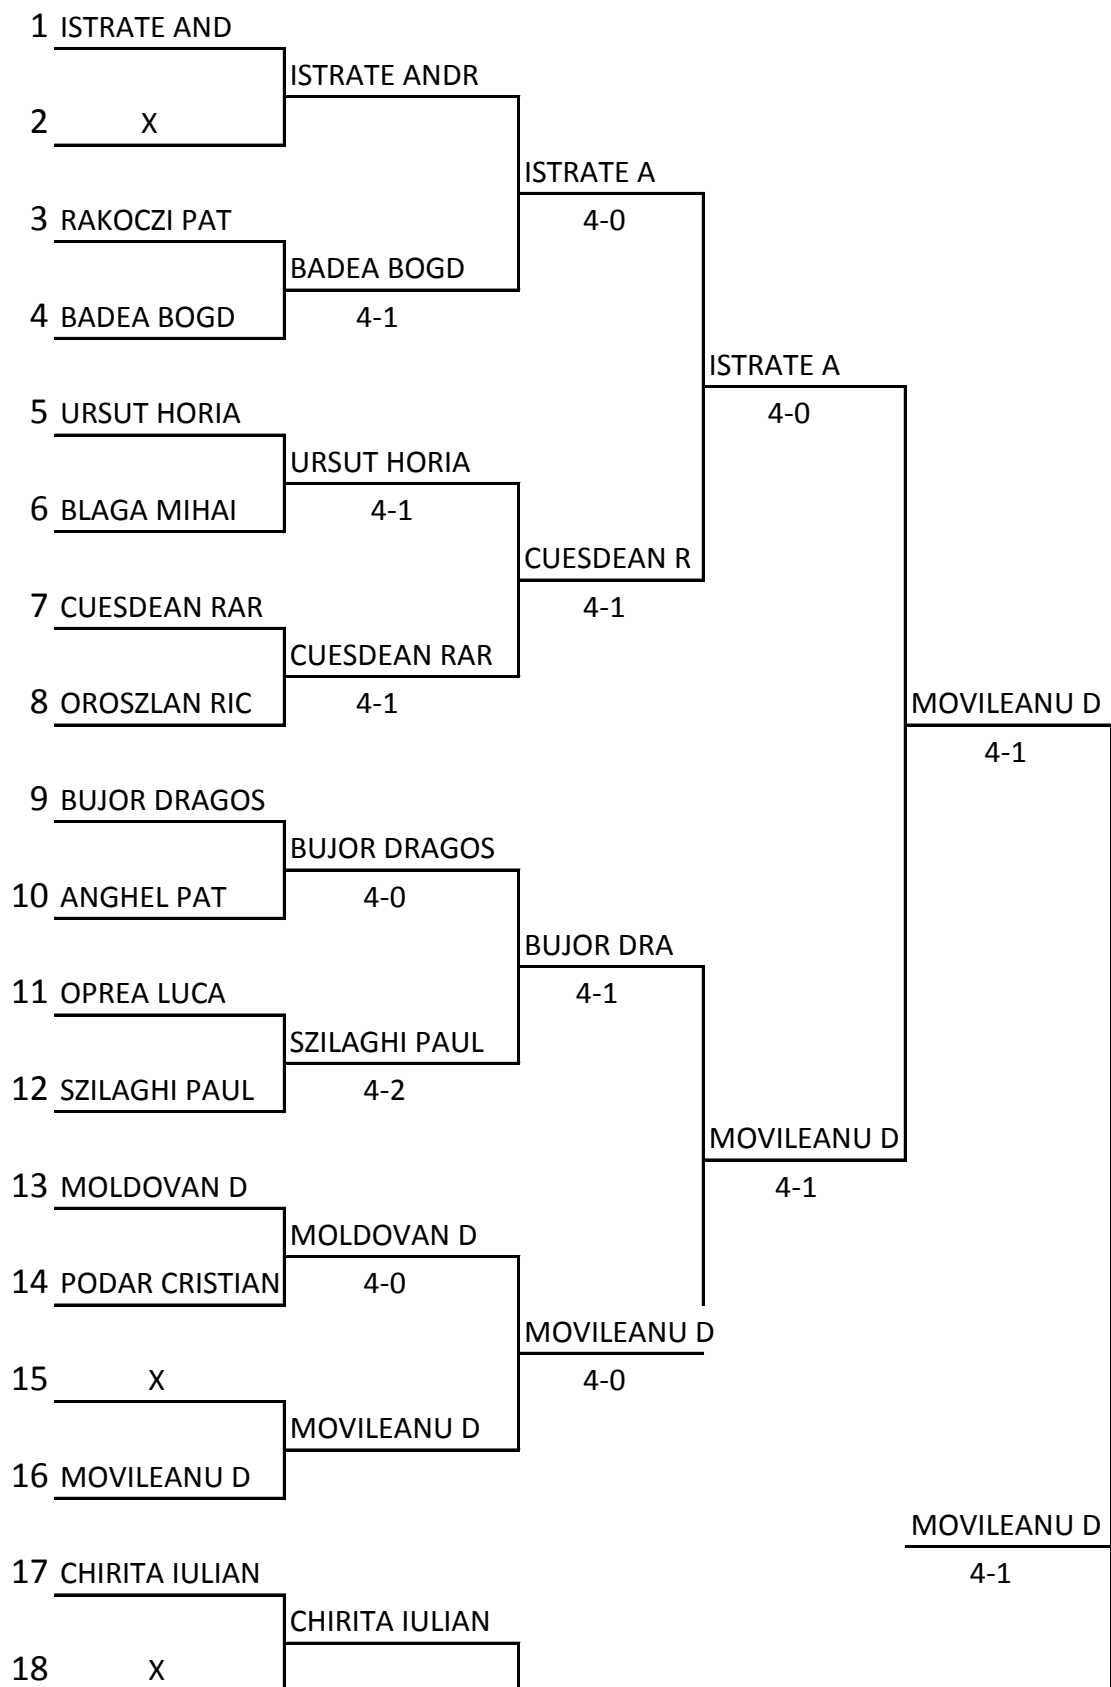 1 ISTRATE AND
ISTRATE ANDR
2 X
ISTRATE A
3 RAKOCZI PAT
4-0
BADEA BOGD
4 BADEA BOGD
4-1
ISTRATE A
5 URSUT HORIA
4-0
URSUT HORIA
6 BLAGA MIHAI
4-1
CUESDEAN R
7 CUESDEAN RAR
4-1
CUESDEAN RAR
8 OROSZLAN RIC
4-1
MOVILEANU D
4-1
9 BUJOR DRAGOS
BUJOR DRAGOS
10 ANGHEL PAT
4-0
BUJOR DRA
11 OPREA LUCA
4-1
SZILAGHI PAUL
12 SZILAGHI PAUL
4-2
MOVILEANU D
13 MOLDOVAN D
4-1
MOLDOVAN D
14 PODAR CRISTIAN
4-0
MOVILEANU D
15 X
4-0
MOVILEANU D
16 MOVILEANU D
MOVILEANU D
17 CHIRITA IULIAN
4-1
CHIRITA IULIAN
18 X